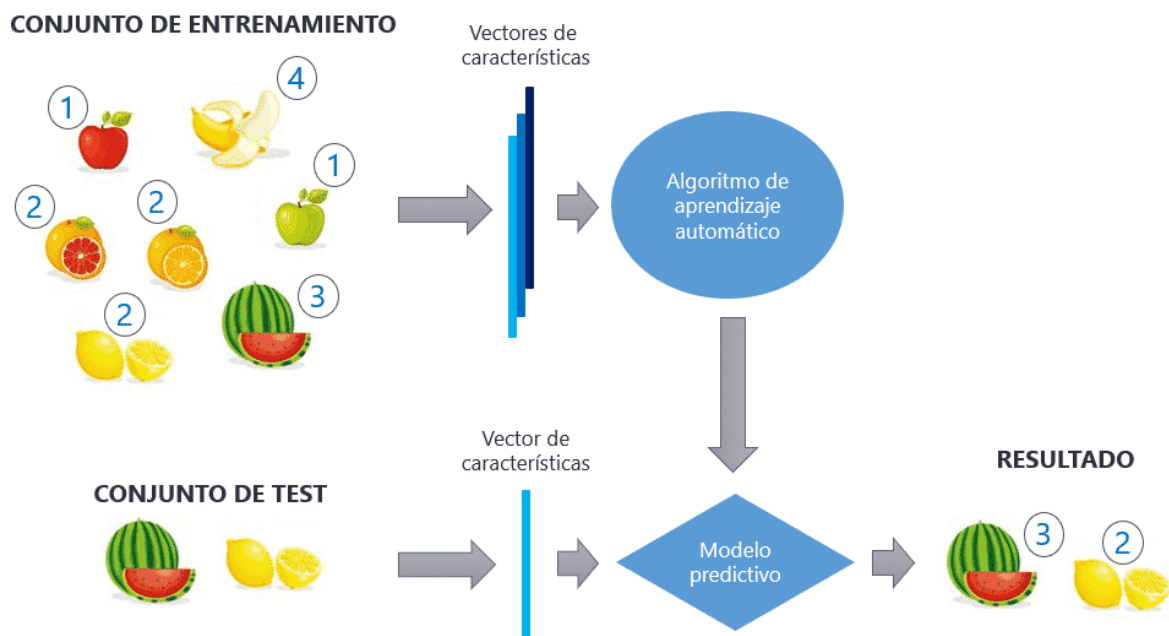 CONJUNTO DE ENTRENAMIENTO
Vectores de
características
4
1
1
2
2
3
2
Algoritmo de
aprendizaje
automático
Vector de
características
CONJUNTO DE TEST
Modelo
predictivo
RESULTADO
3
2